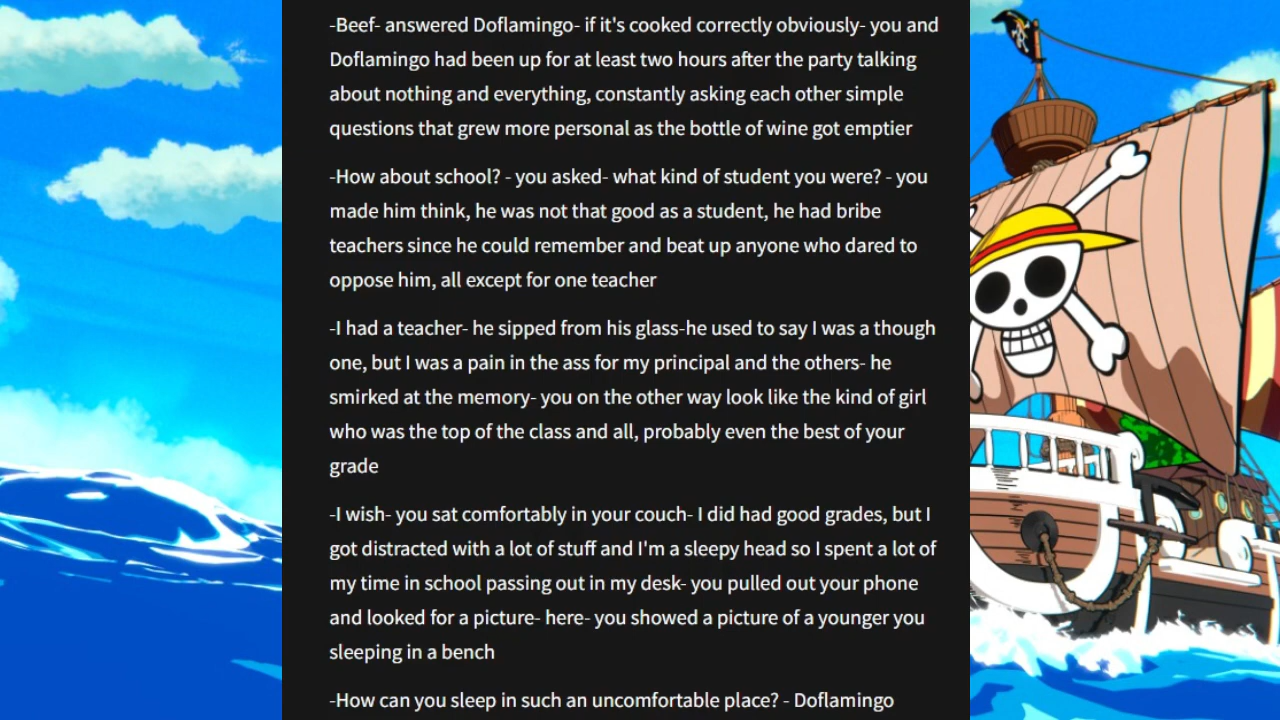 -Beef- answered Doflamingo- if it's cooked correctly obviously- you and
Doflamingo had been up for at least two hours after the party talking
about nothing and everything, constantly asking each other simple
questions that grew more personal as the bottle of wine got emptier
-How about school? - you asked- what kind of student you were? - you
made him think, he was not that good as a student, he had bribe
teachers since he could remember and beat up anyone who dared to
oppose him, all except for one teacher
-I had a teacher- he sipped from his glass-he used to say I was a though
one, but I was a pain in the ass for my principal and the others- he
smirked at the memory- you on the other way look like the kind of girl
who was the top of the class and all, probably even the best of your
grade
-I wish- you sat comfortably in your couch- I did had good grades, but I
got distracted with a lot of stuff and I'm a sleepy head so I spent a lot of
my time in school passing out in my desk- you pulled out your phone
and looked for a picture- here- you showed a picture of a younger you
sleeping in a bench
-How can you sleep in such an uncomfortable place? - Doflamingo